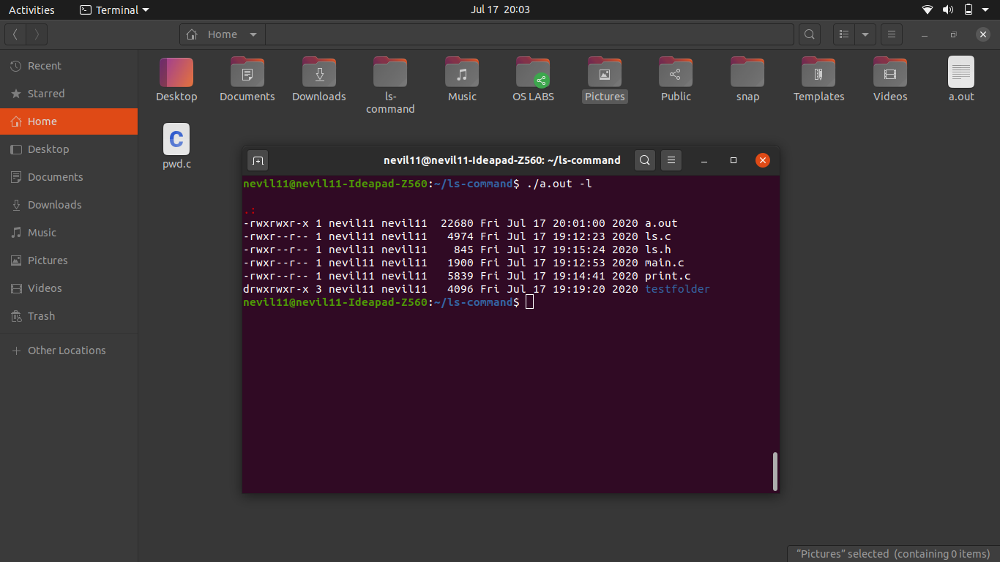 Activities Terminal Jul 17 20:03
Home
Recent
Starred
Home
Desktop
Documents
Downloads
Music
Pictures
Videos
Trash
Other Locations
Desktop Documents Downloads ls-command Music OS LABS Pictures Public snap Templates Videos a.out
C
pwd.c
nevil11@nevil11-Ideapad-Z560: ~/ls-command
nevil11@nevil11-Ideapad-Z560:~/ls-command$ ./a.out -l
.:
-rwxrwxr-x 1 nevil11 nevil11  22680 Fri Jul 17 20:01:00 2020 a.out
-rwxr--r-- 1 nevil11 nevil11   4974 Fri Jul 17 19:12:23 2020 ls.c
-rwxr--r-- 1 nevil11 nevil11    845 Fri Jul 17 19:15:24 2020 ls.h
-rwxr--r-- 1 nevil11 nevil11   1900 Fri Jul 17 19:12:53 2020 main.c
-rwxr--r-- 1 nevil11 nevil11   5839 Fri Jul 17 19:14:41 2020 print.c
drwxrwxr-x 3 nevil11 nevil11   4096 Fri Jul 17 19:19:20 2020 testfolder
nevil11@nevil11-Ideapad-Z560:~/ls-command$
“Pictures” selected (containing 0 items)